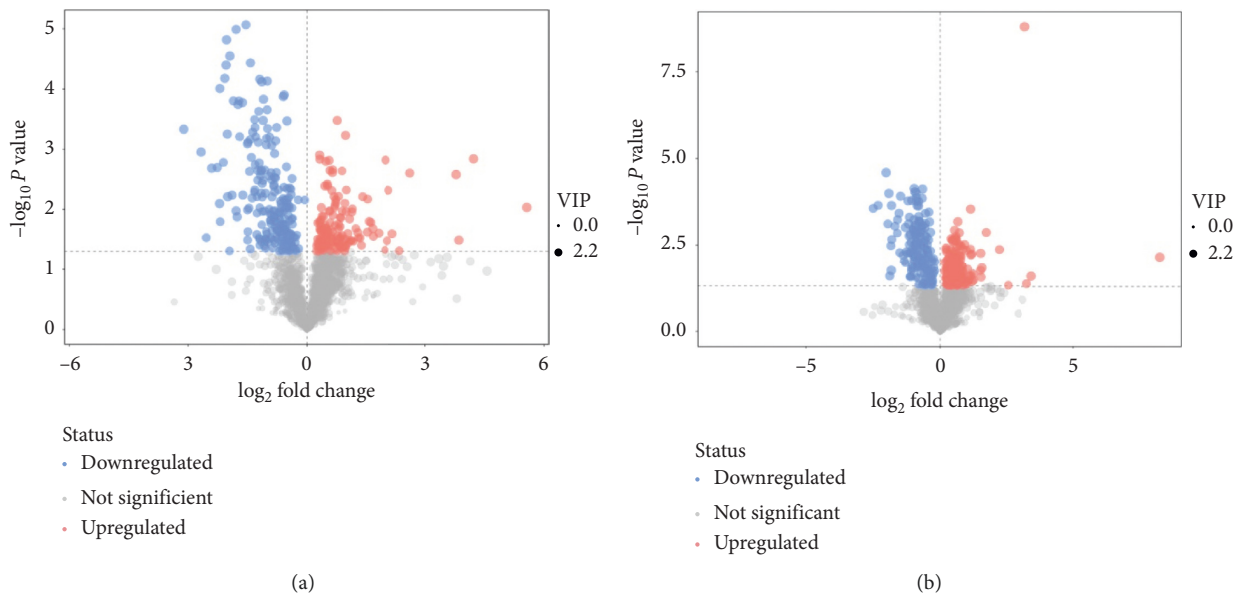 5
4
3
2
1
0
−log10 P value
−6
3
0
3
6
log2 fold change
VIP
0.0
2.2
Status
Downregulated
Not significient
Upregulated
(a)
7.5
5.0
2.5
0.0
−log10 P value
−5
0
5
log2 fold change
VIP
0.0
2.2
Status
Downregulated
Not significant
Upregulated
(b)